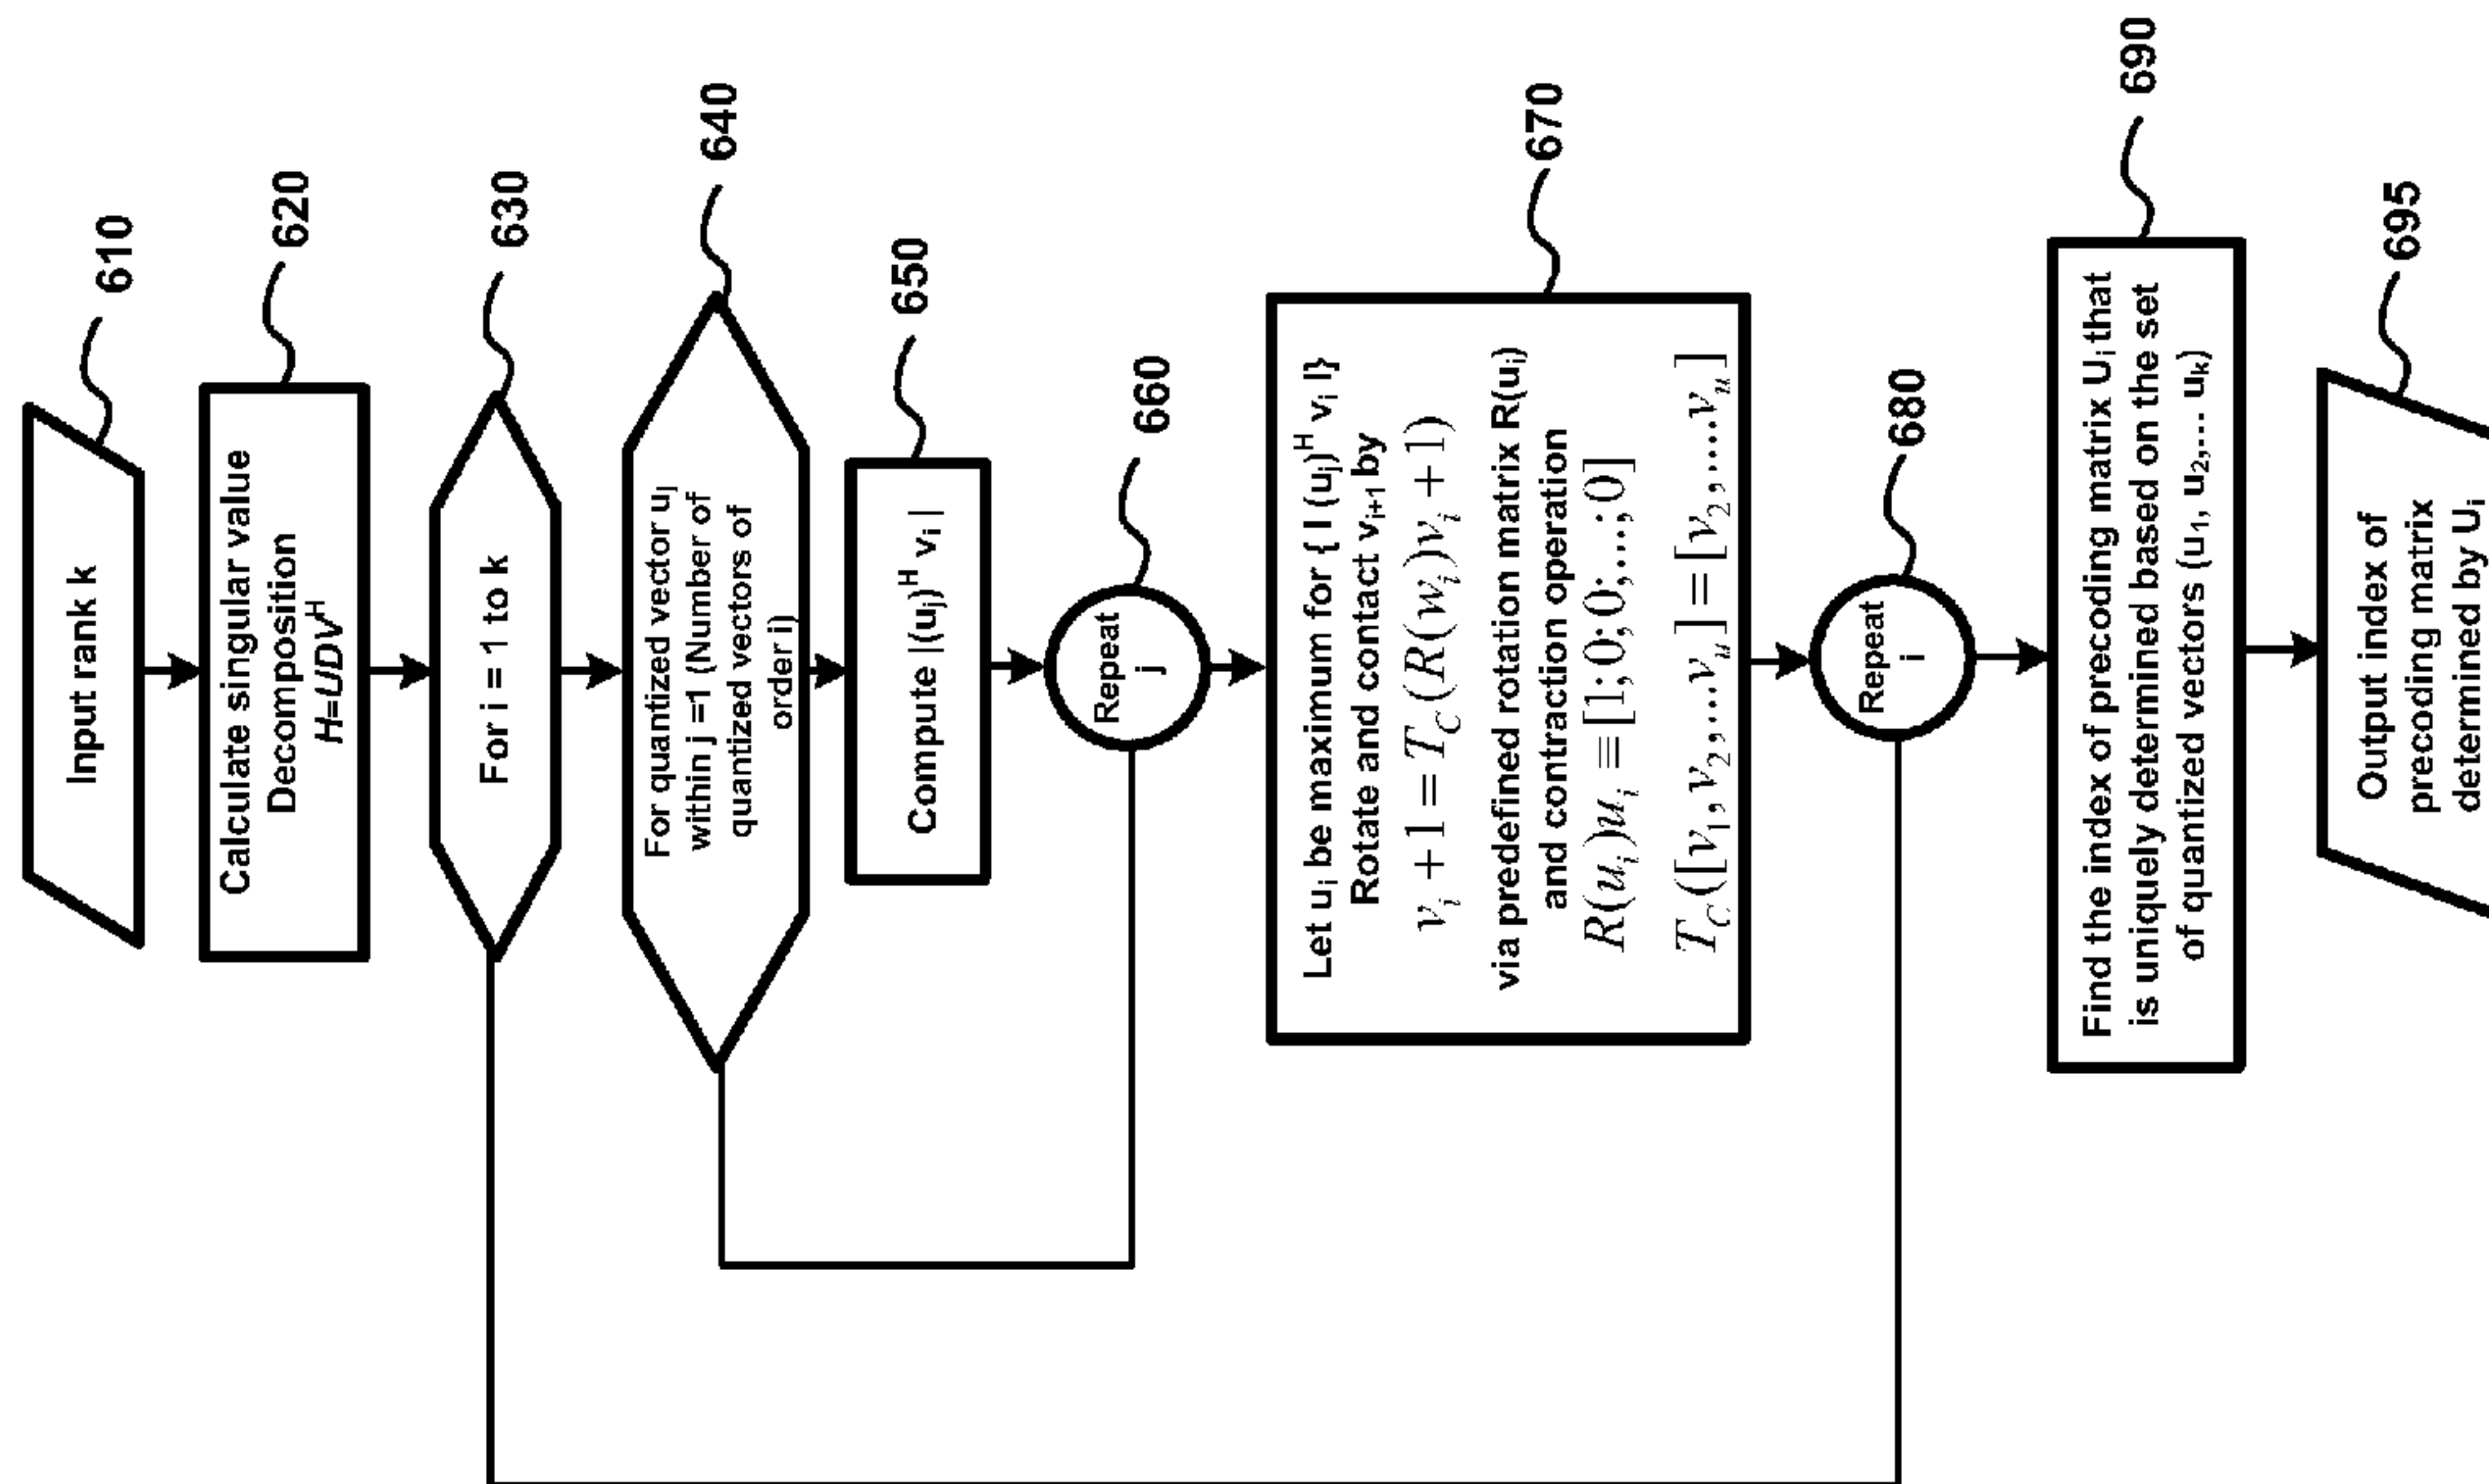 Input rank k
610
Calculate singular value
Decomposition
H=UDV^H
620
For i = 1 to k
630
For quantized vector u_j
within j =1 (Number of
quantized vectors of
order i)
640
Compute |(u_j)^H v_i |
650
Repeat
j
660
Let u_i be maximum for { I (u_j)^H v_i I}
Rotate and contact v_{i+1} by
v_i + 1 = T_C(R(w_i)v_i + 1)
via predefined rotation matrix R(u_i)
and contraction operation
R(u_i)u_i = [1;0;0;...;0]
T_C([v_1,v_2,...v_u] = [v_2,....v_u]
670
Repeat
i
680
Find the index of precoding matrix U_i that
is uniquely determined based on the set
of quantized vectors (u_1, u_2,... u_k)
690
Output index of
precoding matrix
determined by U_i
695